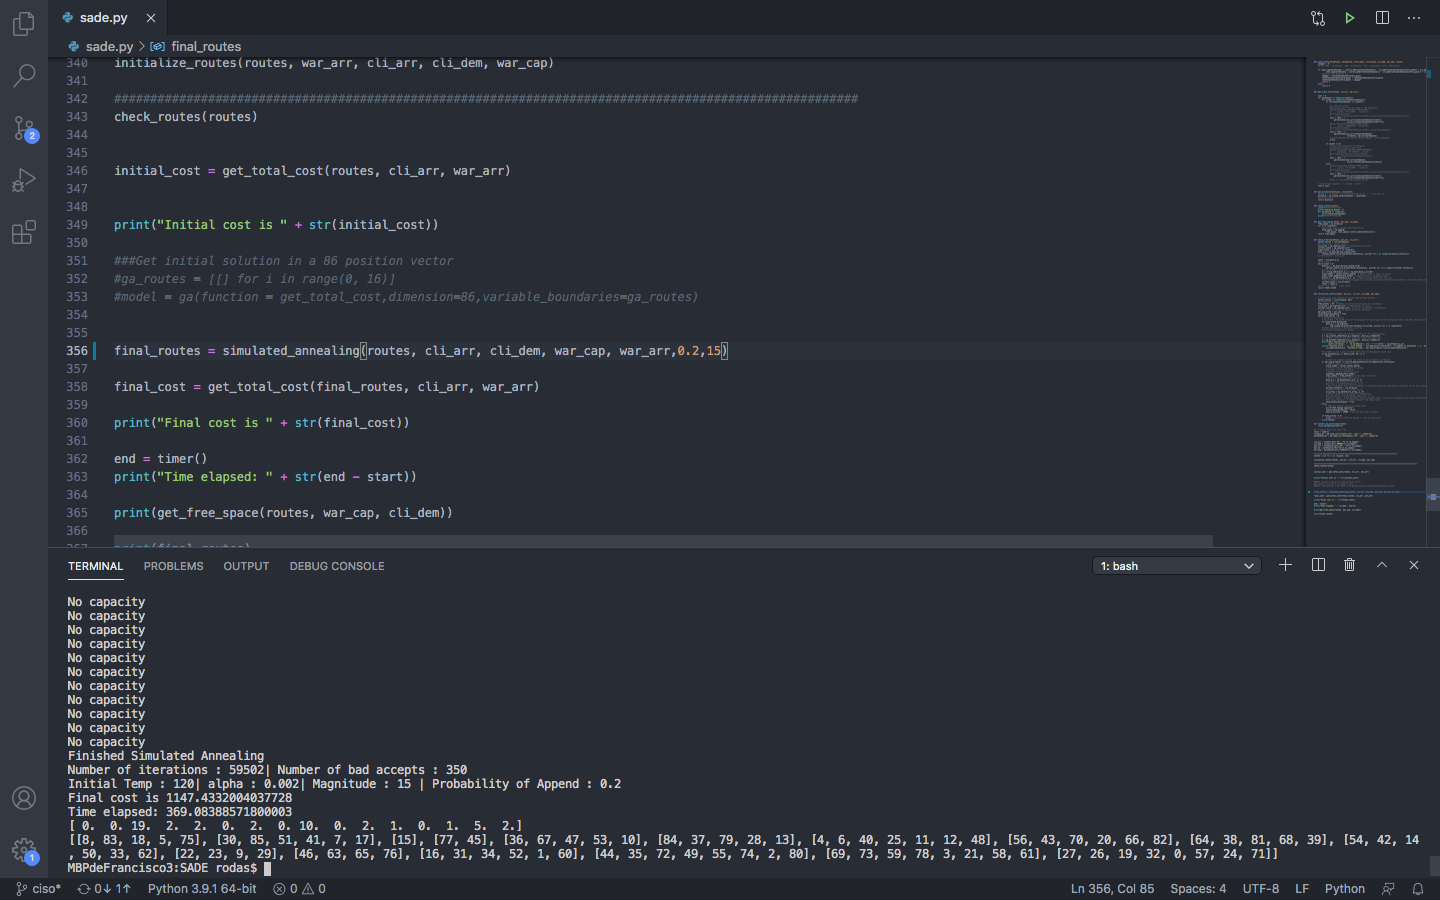 sade.py
sade.py > final_routes
340 initialize_routes(routes, war_arr, cli_arr, cli_dem, war_cap)
341
342 #######################################################################################################
343 check_routes(routes)
344
345
346 initial_cost = get_total_cost(routes, cli_arr, war_arr)
347
348
349 print("Initial cost is " + str(initial_cost))
350
351 ###Get initial solution in a 86 position vector
352 #ga_routes = [[] for i in range(0, 16)]
353 #model = ga(function = get_total_cost,dimension=86,variable_boundaries=ga_routes)
354
355
356 final_routes = simulated_annealing(routes, cli_arr, cli_dem, war_cap, war_arr,0.2,15)
357
358 final_cost = get_total_cost(final_routes, cli_arr, war_arr)
359
360 print("Final cost is " + str(final_cost))
361
362 end = timer()
363 print("Time elapsed: " + str(end - start))
364
365 print(get_free_space(routes, war_cap, cli_dem))
366
367 print(final_routes)
2
1
TERMINAL PROBLEMS OUTPUT DEBUG CONSOLE 1: bash
No capacity
No capacity
No capacity
No capacity
No capacity
No capacity
No capacity
No capacity
No capacity
No capacity
No capacity
Finished Simulated Annealing
Number of iterations : 59502| Number of bad accepts : 350
Initial Temp : 120| alpha : 0.002| Magnitude : 15 | Probability of Append : 0.2
Final cost is 1147.4332004037728
Time elapsed: 369.08388571800003
[ 0.  0. 19.  2.  2.  0.  2.  0. 10.  0.  2.  1.  0.  1.  5.  2.]
[[8, 83, 18, 5, 75], [30, 85, 51, 41, 7, 17], [15], [77, 45], [36, 67, 47, 53, 10], [84, 37, 79, 28, 13], [4, 6, 40, 25, 11, 12, 48], [56, 43, 70, 20, 66, 82], [64, 38, 81, 68, 39], [54, 42, 14
, 50, 33, 62], [22, 23, 9, 29], [46, 63, 65, 76], [16, 31, 34, 52, 1, 60], [44, 35, 72, 49, 55, 74, 2, 80], [69, 73, 59, 78, 3, 21, 58, 61], [27, 26, 19, 32, 0, 57, 24, 71]]
MBPdeFrancisco3:SADE rodas$
ciso* 0↓ 1↑ Python 3.9.1 64-bit 0 0 Ln 356, Col 85 Spaces: 4 UTF-8 LF Python